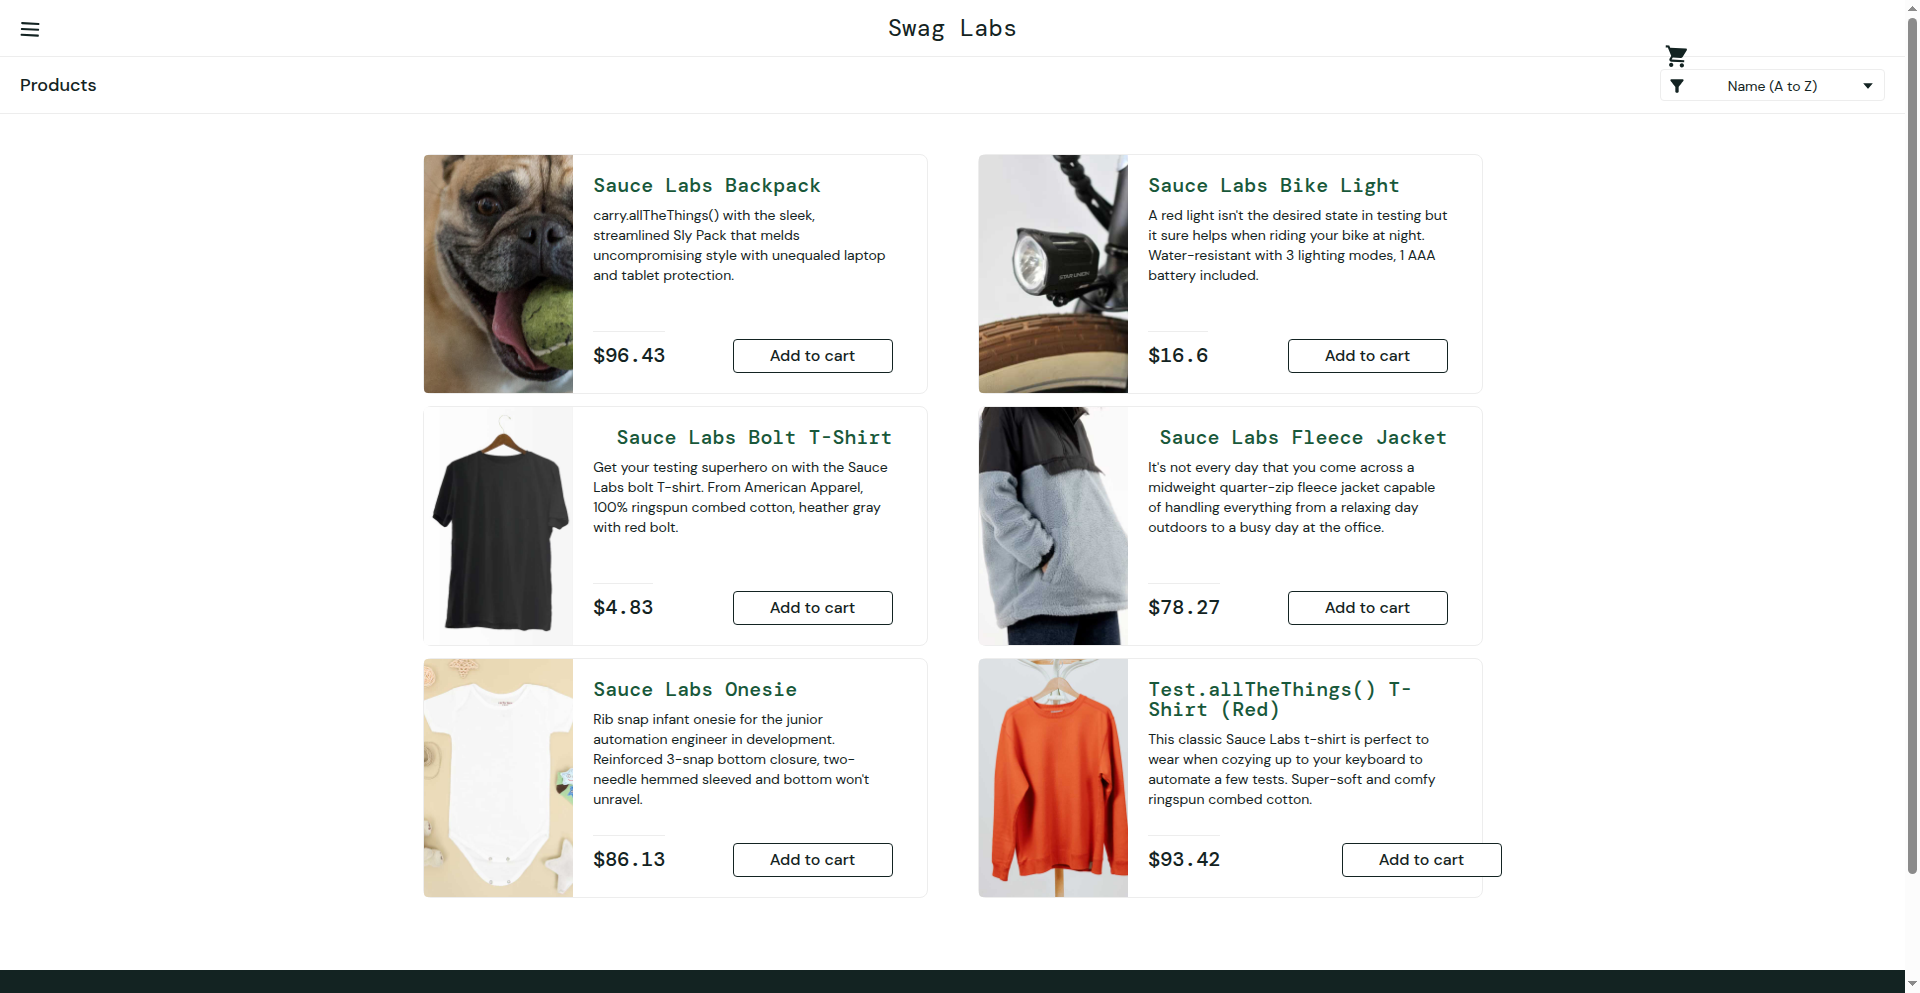 Swag Labs
Products
Name (A to Z)
Sauce Labs Backpack
carry.allTheThings() with the sleek,
streamlined Sly Pack that melds
uncompromising style with unequaled laptop
and tablet protection.
$96.43
Add to cart
Sauce Labs Bike Light
A red light isn't the desired state in testing but
it sure helps when riding your bike at night.
Water-resistant with 3 lighting modes, 1 AAA
battery included.
$16.6
Add to cart
Sauce Labs Bolt T-Shirt
Get your testing superhero on with the Sauce
Labs bolt T-shirt. From American Apparel,
100% ringspun combed cotton, heather gray
with red bolt.
$4.83
Add to cart
Sauce Labs Fleece Jacket
It's not every day that you come across a
midweight quarter-zip fleece jacket capable
of handling everything from a relaxing day
outdoors to a busy day at the office.
$78.27
Add to cart
Sauce Labs Onesie
Rib snap infant onesie for the junior
automation engineer in development.
Reinforced 3-snap bottom closure, two-
needle hemmed sleeved and bottom won't
unravel.
$86.13
Add to cart
Test.allTheThings() T-
Shirt (Red)
This classic Sauce Labs t-shirt is perfect to
wear when cozying up to your keyboard to
automate a few tests. Super-soft and comfy
ringspun combed cotton.
$93.42
Add to cart